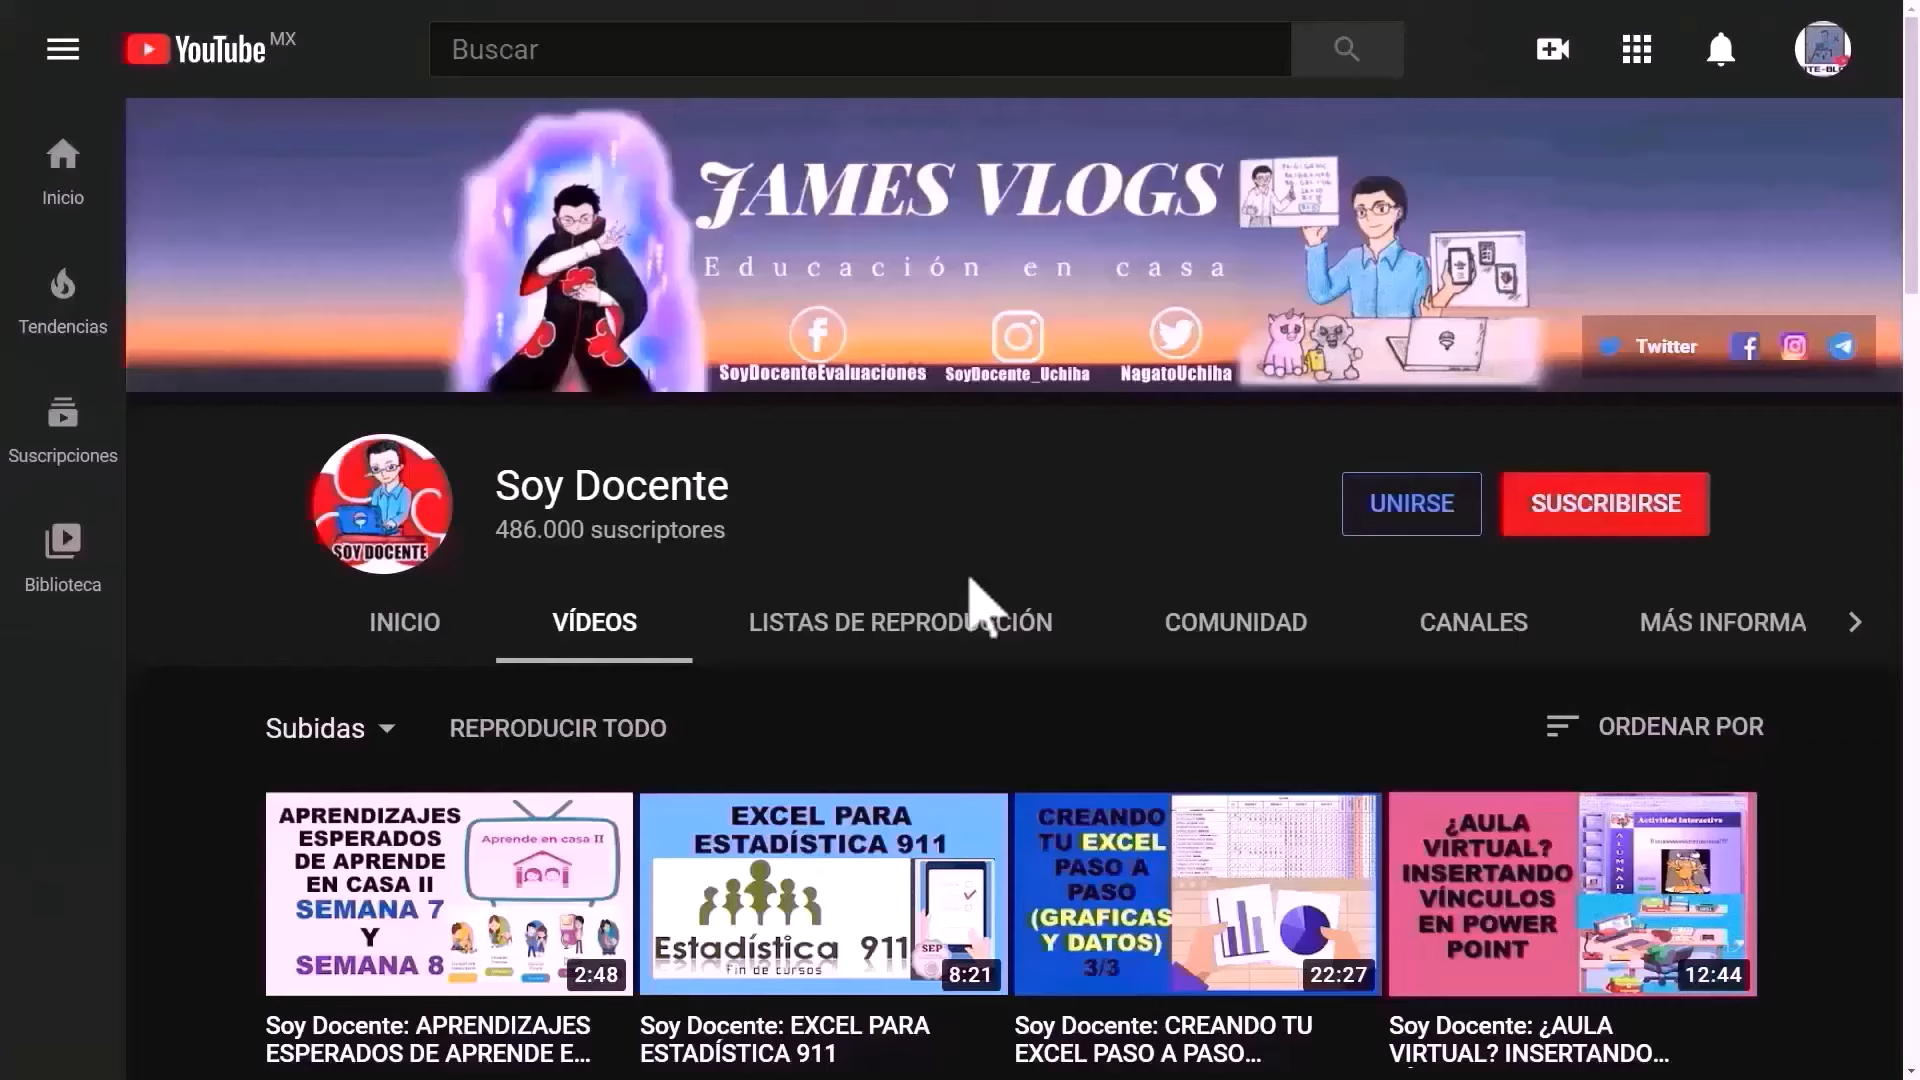 YouTube MX
Buscar
Inicio
Tendencias
Suscripciones
Biblioteca
JAMES VLOGS
Educación en casa
SoyDocenteEvaluaciones
SoyDocente_Uchiha
NagatoUchiha
Twitter
SOY DOCENTE
Soy Docente
486.000 suscriptores
UNIRSE
SUSCRIBIRSE
INICIO
VÍDEOS
LISTAS DE REPRODUCCIÓN
COMUNIDAD
CANALES
MÁS INFORMA
Subidas
REPRODUCIR TODO
ORDENAR POR
APRENDIZAJES
ESPERADOS
DE APRENDE
EN CASA II
SEMANA 7
Y
SEMANA 8
Aprende en casa II
2:48
EXCEL PARA
ESTADÍSTICA 911
Estadística 911
fin de cursos
SEP
8:21
CREANDO
TU EXCEL
PASO A
PASO
(GRAFICAS
Y DATOS)
3/3
22:27
¿AULA
VIRTUAL?
INSERTANDO
VÍNCULOS
EN POWER
POINT
Actividad Interactiva
12:44
Soy Docente: APRENDIZAJES
ESPERADOS DE APRENDE E...
Soy Docente: EXCEL PARA
ESTADÍSTICA 911
Soy Docente: CREANDO TU
EXCEL PASO A PASO...
Soy Docente: ¿AULA
VIRTUAL? INSERTANDO...